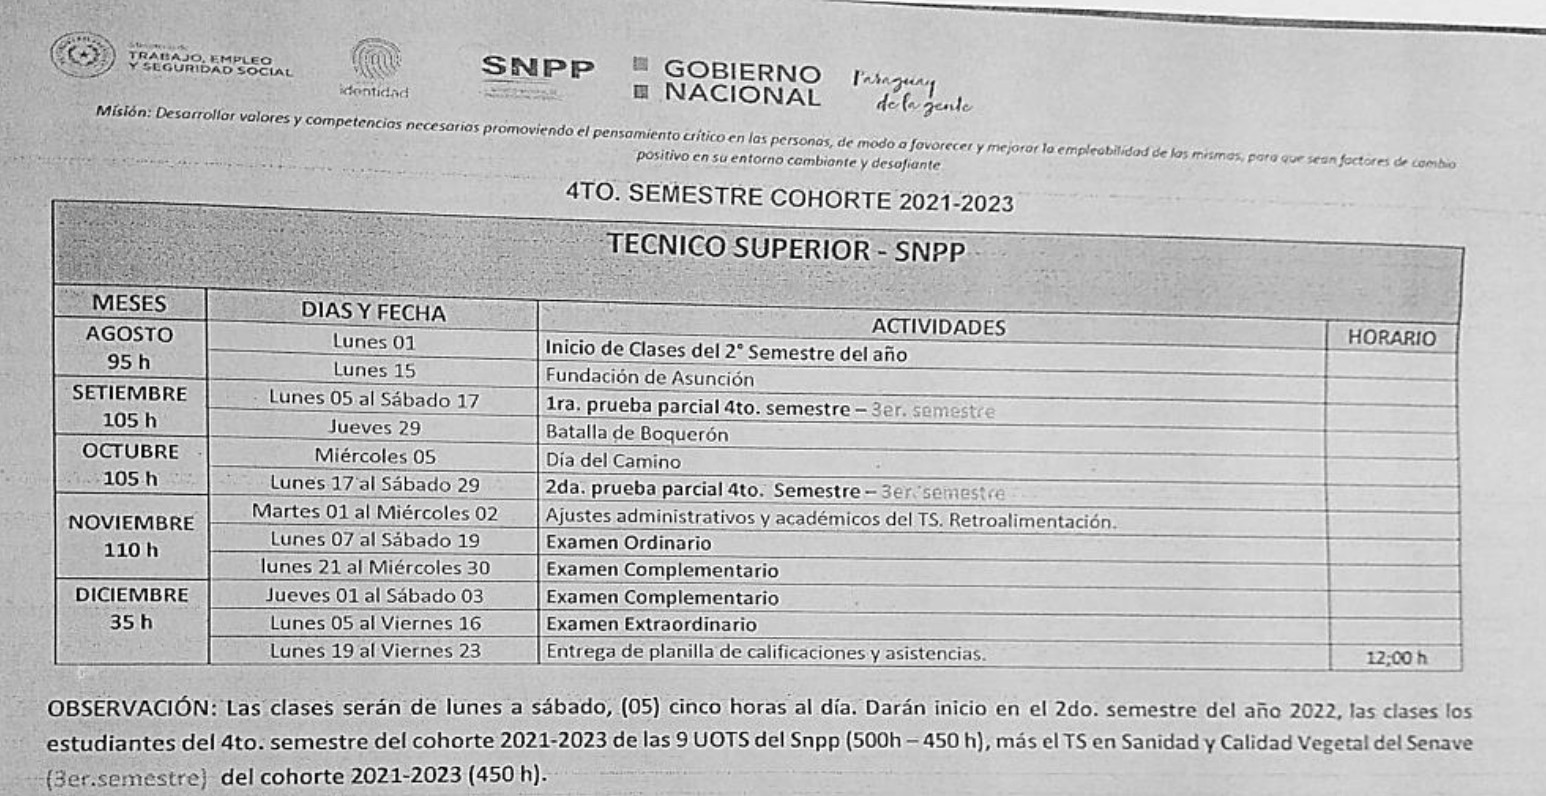 TRABAJO, EMPLEO
Y SEGURIDAD SOCIAL
identidad
SNPP
GOBIERNO
NACIONAL
Paraguay
de la gente
Misión: Desarrollar valores y competencias necesarias promoviendo el pensamiento crítico en las personas, de modo a favorecer y mejorar la empleabilidad de las mismas, para que sean factores de cambio
positivo en su entorno cambiante y desafiante
4TO. SEMESTRE COHORTE 2021-2023
TECNICO SUPERIOR - SNPP
MESES DIAS Y FECHA ACTIVIDADES HORARIO
AGOSTO
95 h
Lunes 01 Inicio de Clases del 2° Semestre del año
Lunes 15 Fundación de Asunción
SETIEMBRE
105 h
Lunes 05 al Sábado 17 1ra. prueba parcial 4to. semestre – 3er. semestre
Jueves 29 Batalla de Boquerón
OCTUBRE
105 h
Miércoles 05 Día del Camino
Lunes 17 al Sábado 29 2da. prueba parcial 4to. Semestre – 3er. semestre
NOVIEMBRE
110 h
Martes 01 al Miércoles 02 Ajustes administrativos y académicos del TS. Retroalimentación.
Lunes 07 al Sábado 19 Examen Ordinario
lunes 21 al Miércoles 30 Examen Complementario
DICIEMBRE
35 h
Jueves 01 al Sábado 03 Examen Complementario
Lunes 05 al Viernes 16 Examen Extraordinario
Lunes 19 al Viernes 23 Entrega de planilla de calificaciones y asistencias. 12;00 h
OBSERVACIÓN: Las clases serán de lunes a sábado, (05) cinco horas al día. Darán inicio en el 2do. semestre del año 2022, las clases los
estudiantes del 4to. semestre del cohorte 2021-2023 de las 9 UOTS del Snpp (500h – 450 h), más el TS en Sanidad y Calidad Vegetal del Senave
(3er.semestre) del cohorte 2021-2023 (450 h).